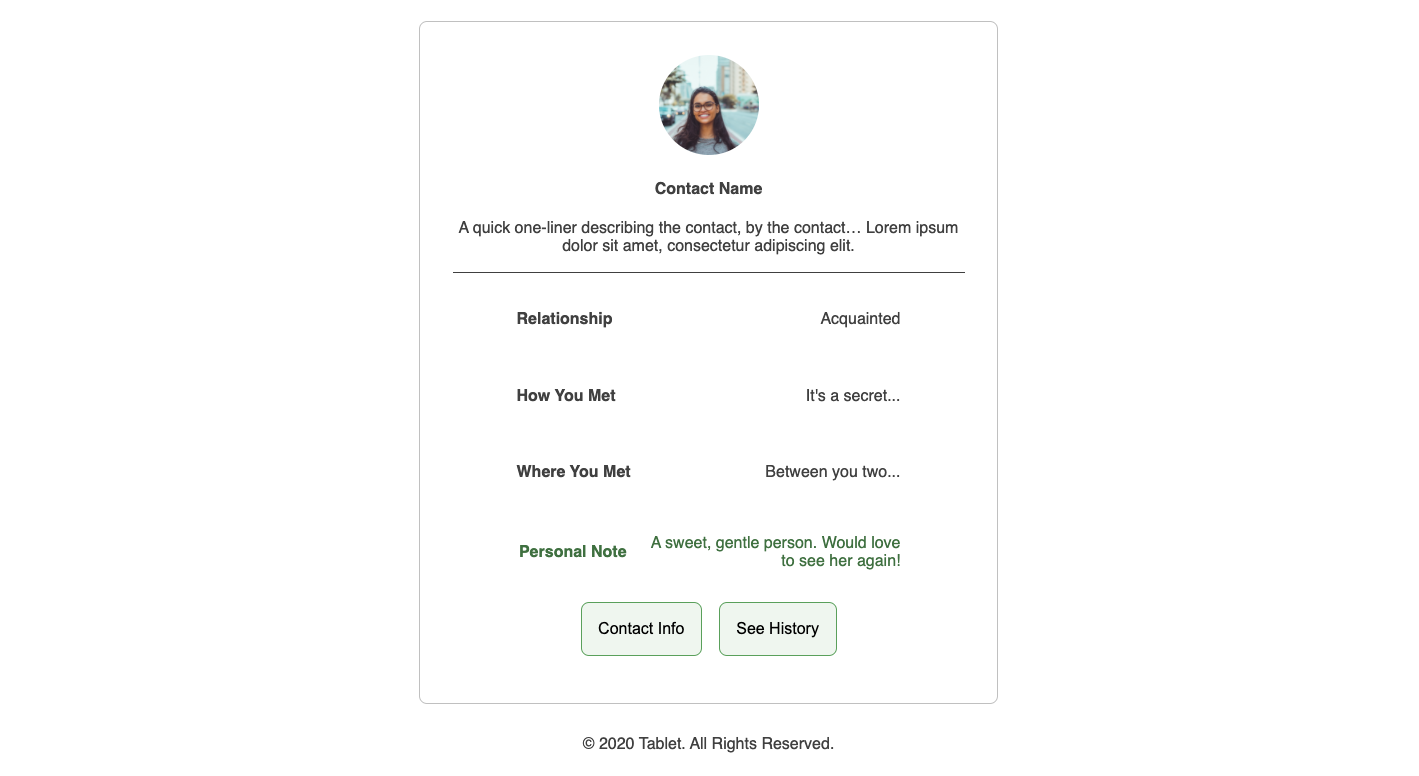 Contact Name
A quick one-liner describing the contact, by the contact… Lorem ipsum
dolor sit amet, consectetur adipiscing elit.
Relationship Acquainted
How You Met It's a secret...
Where You Met Between you two...
Personal Note A sweet, gentle person. Would love
to see her again!
Contact Info See History
© 2020 Tablet. All Rights Reserved.